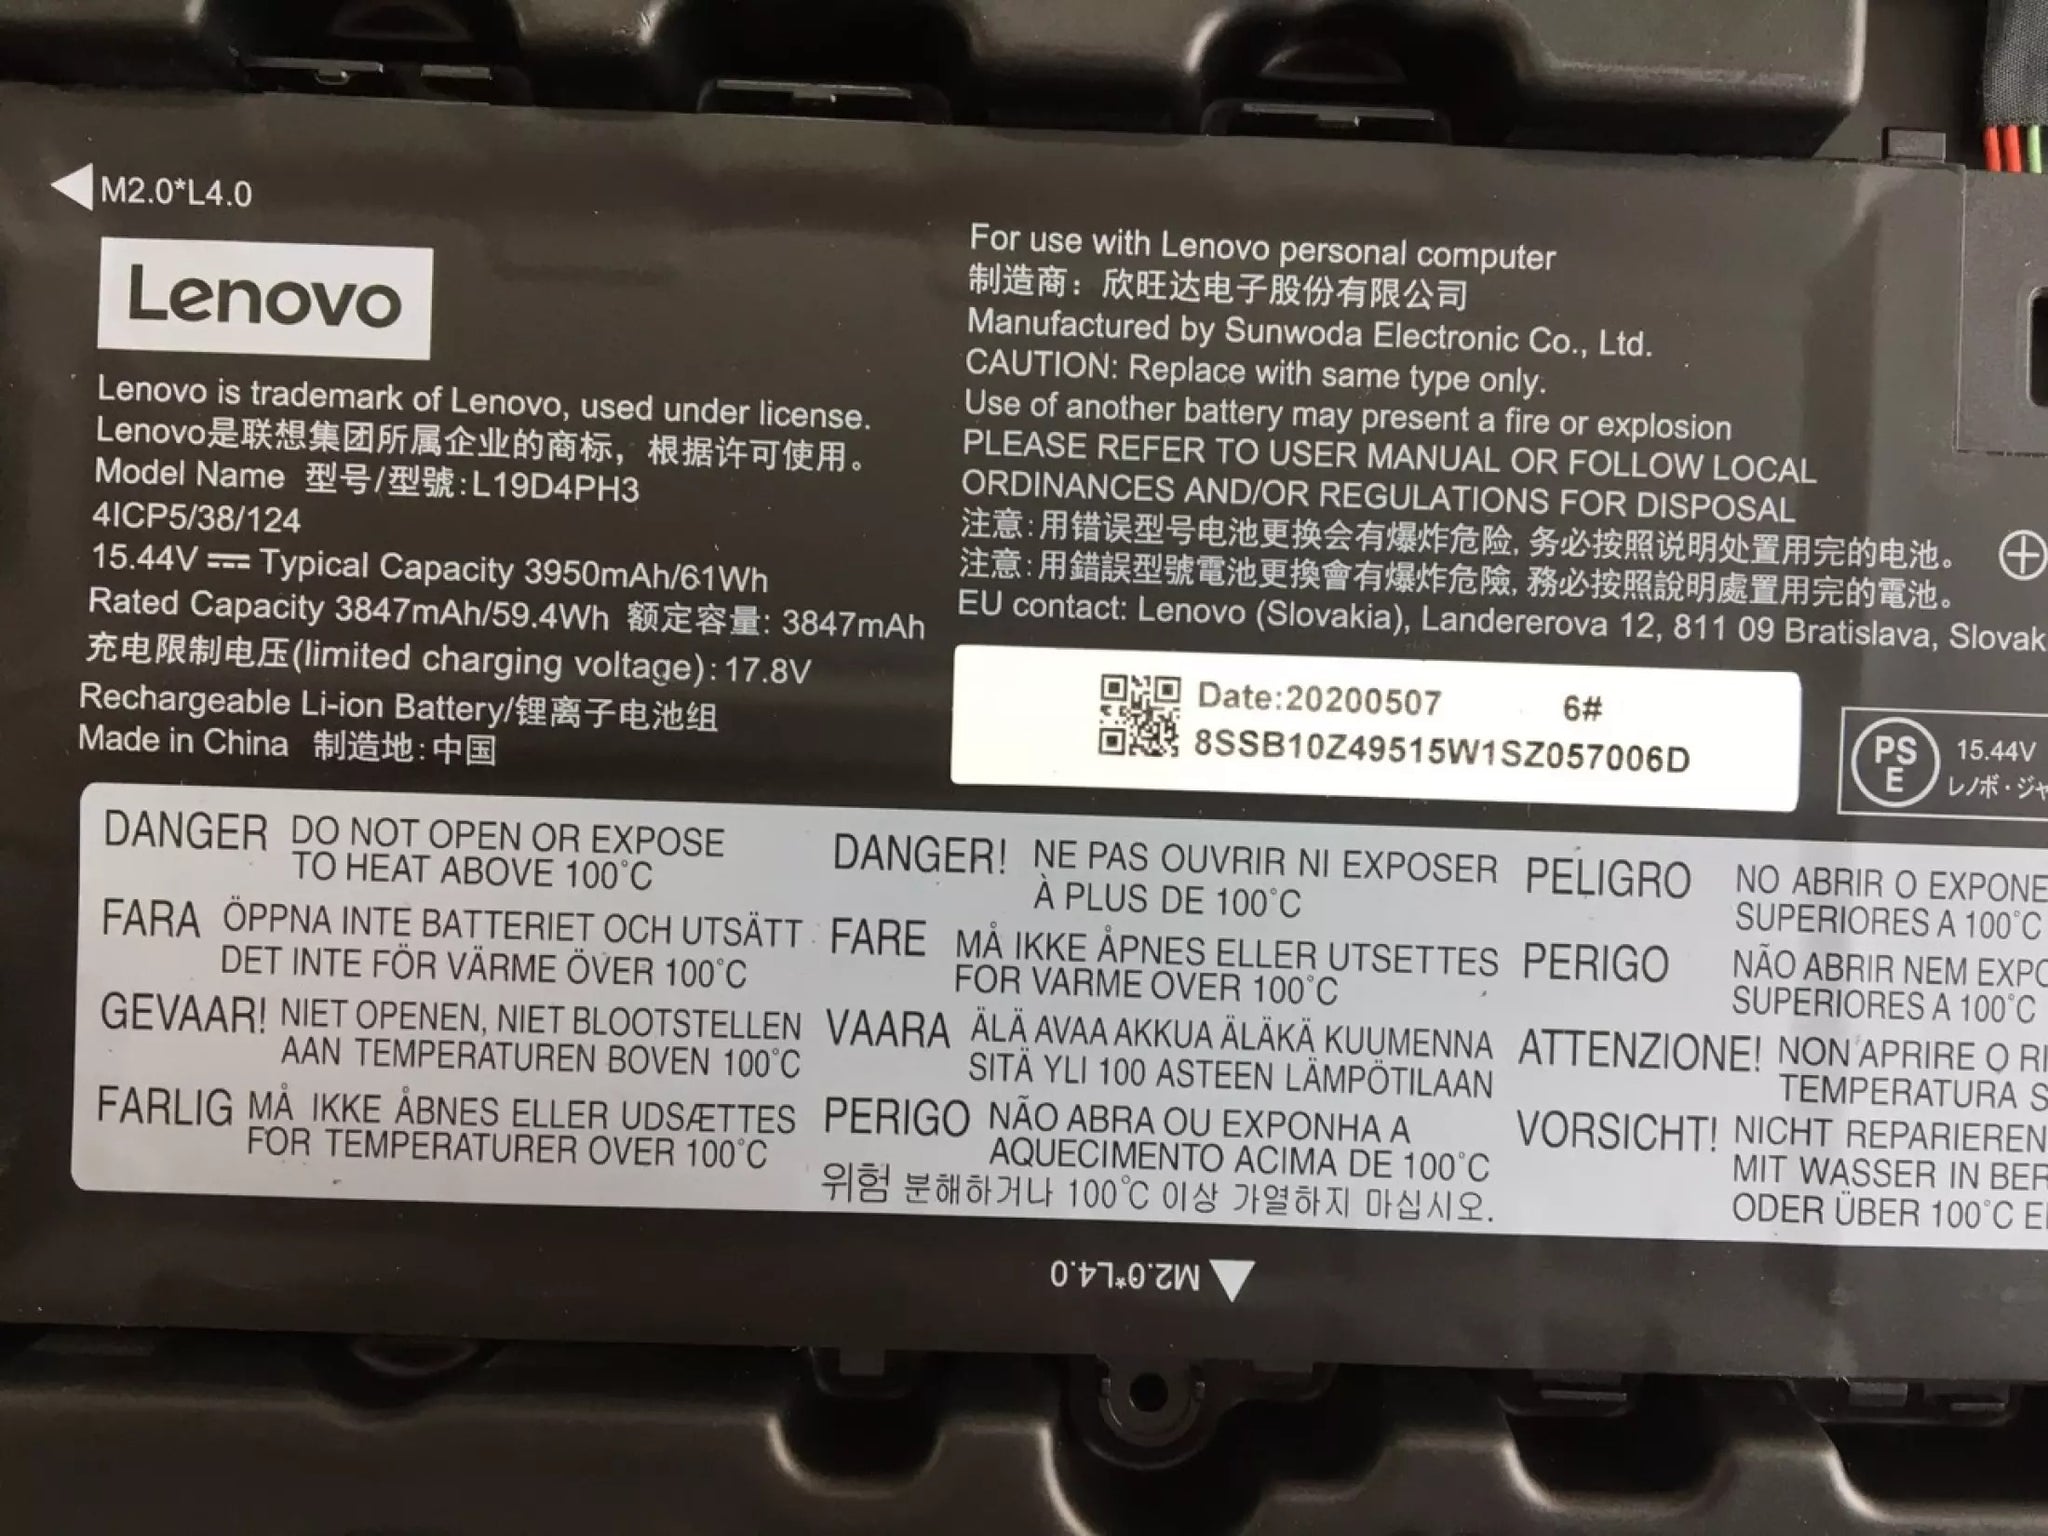 M2.0*L4.0
Lenovo
Lenovo is trademark of Lenovo, used under license.
Lenovo是联想集团所属企业的商标，根据许可使用。
Model Name 型号/型號:L19D4PH3
4ICP5/38/124
15.44V ⎓ Typical Capacity 3950mAh/61Wh
Rated Capacity 3847mAh/59.4Wh 额定容量: 3847mAh
充电限制电压(limited charging voltage): 17.8V
Rechargeable Li-ion Battery/锂离子电池组
Made in China 制造地:中国
For use with Lenovo personal computer
制造商：欣旺达电子股份有限公司
Manufactured by Sunwoda Electronic Co., Ltd.
CAUTION: Replace with same type only.
Use of another battery may present a fire or explosion
PLEASE REFER TO USER MANUAL OR FOLLOW LOCAL
ORDINANCES AND/OR REGULATIONS FOR DISPOSAL
注意:用错误型号电池更换会有爆炸危险, 务必按照说明处置用完的电池。
注意:用錯誤型號電池更換會有爆炸危險, 務必按照說明處置用完的電池。
EU contact: Lenovo (Slovakia), Landererova 12, 811 09 Bratislava, Slovak
Date:20200507 6#
8SSB10Z49515W1SZ057006D
PS
E
15.44V
レノボ・ジャ
DANGER DO NOT OPEN OR EXPOSE
TO HEAT ABOVE 100°C
FARA ÖPPNA INTE BATTERIET OCH UTSÄTT
DET INTE FÖR VÄRME ÖVER 100°C
GEVAAR! NIET OPENEN, NIET BLOOTSTELLEN
AAN TEMPERATUREN BOVEN 100°C
FARLIG MÅ IKKE ÅBNES ELLER UDSÆTTES
FOR TEMPERATURER OVER 100°C
DANGER! NE PAS OUVRIR NI EXPOSER
À PLUS DE 100°C
FARE MÅ IKKE ÅPNES ELLER UTSETTES
FOR VARME OVER 100°C
VAARA ÄLÄ AVAA AKKUA ÄLÄKÄ KUUMENNA
SITÄ YLI 100 ASTEEN LÄMPÖTILAAN
PERIGO NÃO ABRA OU EXPONHA A
AQUECIMENTO ACIMA DE 100°C
위험 분해하거나 100°C 이상 가열하지 마십시오.
PELIGRO NO ABRIR O EXPONE
SUPERIORES A 100°C
PERIGO NÃO ABRIR NEM EXPO
SUPERIORES A 100°C
ATTENZIONE! NON APRIRE O RI
TEMPERATURA S
VORSICHT! NICHT REPARIEREN
MIT WASSER IN BER
ODER ÜBER 100°C E
M2.0*L4.0